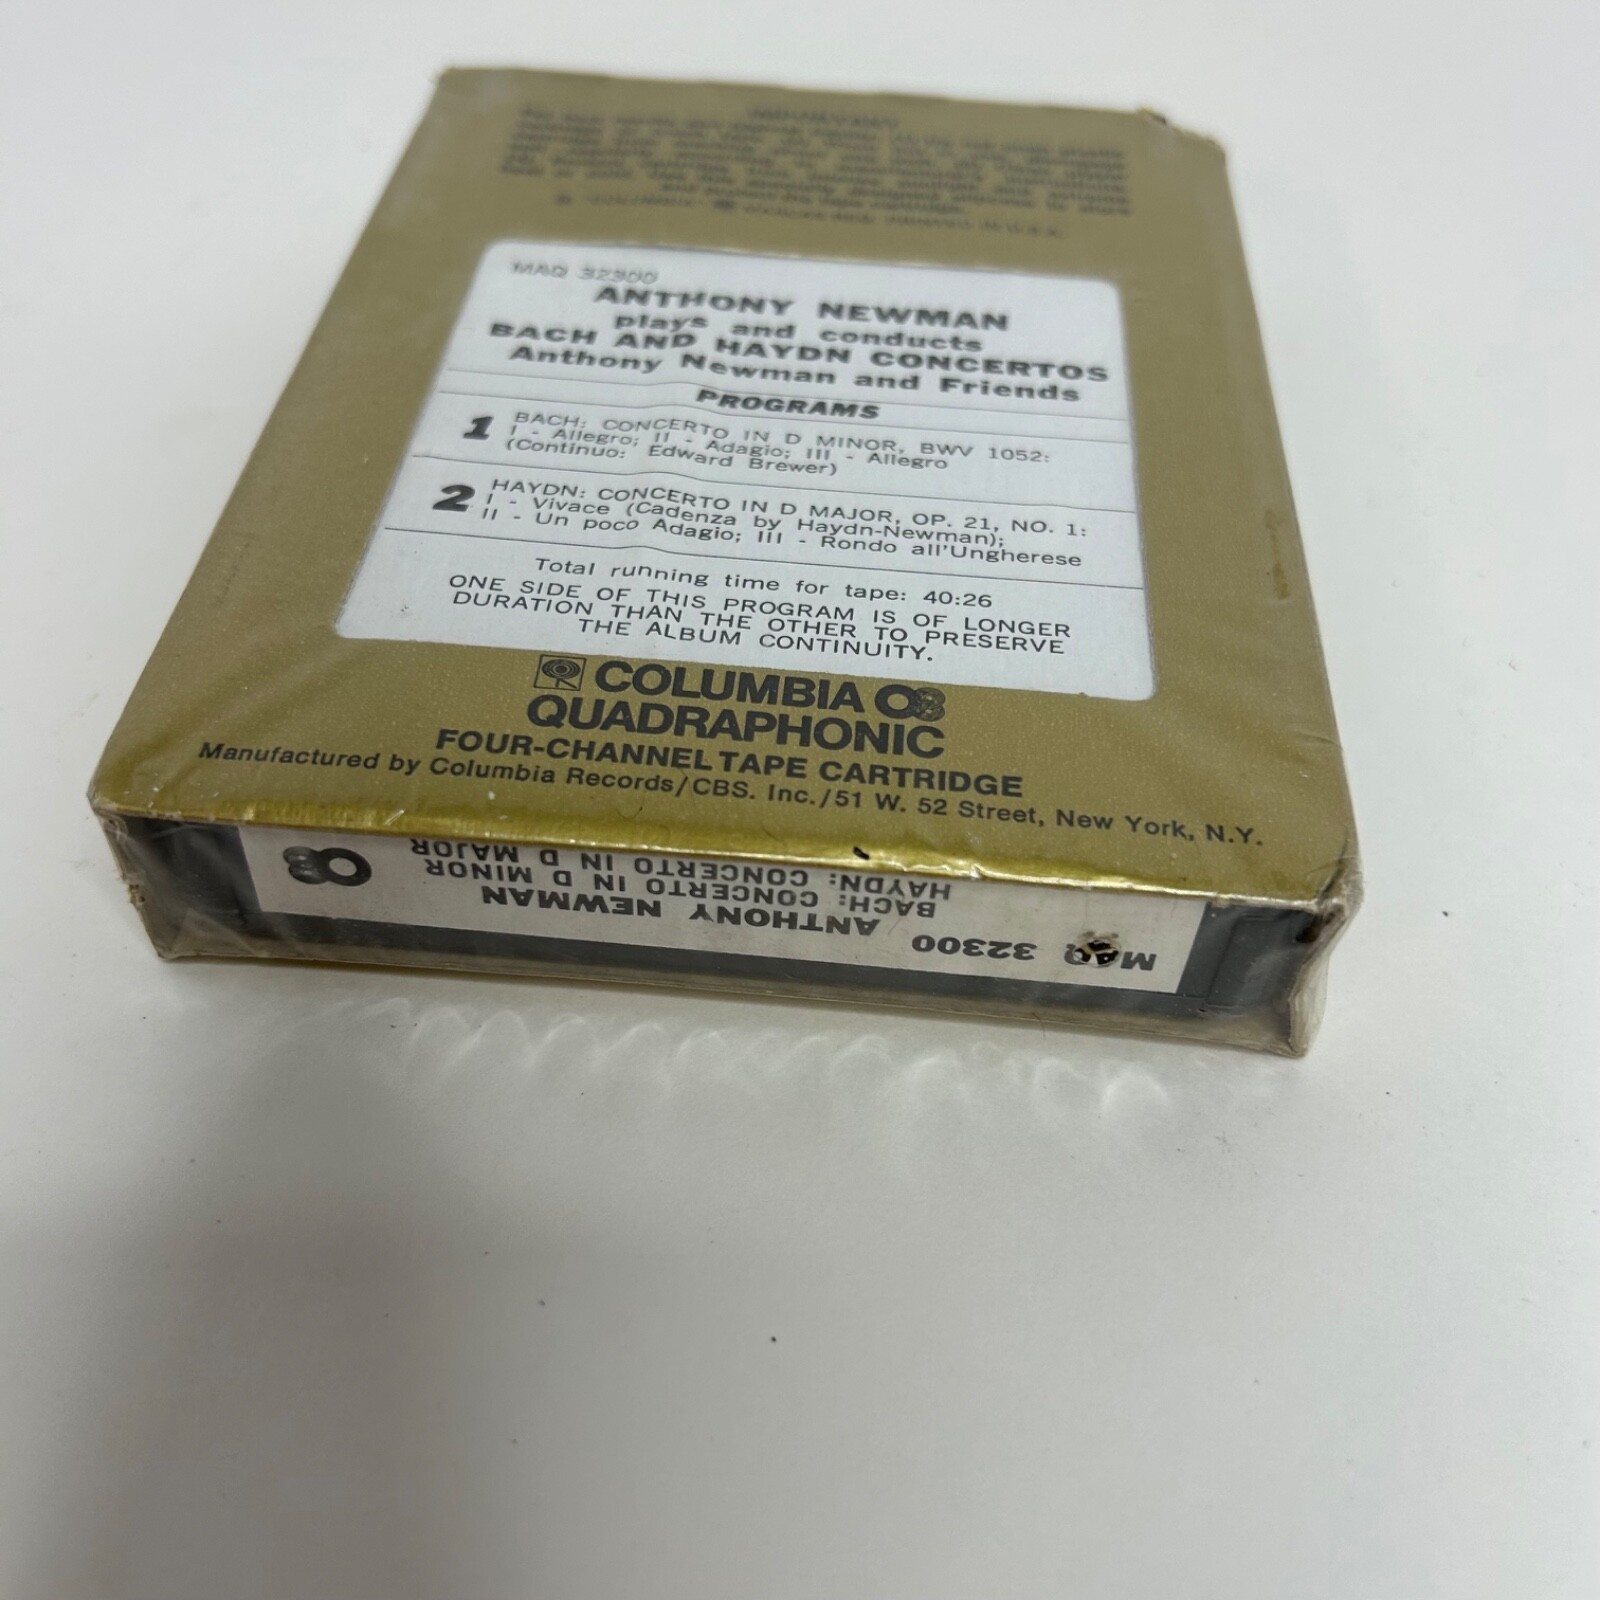 MAQ 32300
ANTHONY NEWMAN
plays and conducts
BACH AND HAYDN CONCERTOS
Anthony Newman and Friends
PROGRAMS
1 BACH: CONCERTO IN D MINOR, BWV 1052:
I - Allegro; II - Adagio; III - Allegro
(Continuo: Edward Brewer)
2 HAYDN: CONCERTO IN D MAJOR, OP. 21, NO. 1:
I - Vivace (Cadenza by Haydn-Newman);
II - Un poco Adagio; III - Rondo all'Ungherese
Total running time for tape: 40:26
ONE SIDE OF THIS PROGRAM IS OF LONGER
DURATION THAN THE OTHER TO PRESERVE
THE ALBUM CONTINUITY.
COLUMBIA
QUADRAPHONIC
FOUR-CHANNEL TAPE CARTRIDGE
Manufactured by Columbia Records/CBS. Inc./51 W. 52 Street, New York, N.Y.
MAQ 32300 ANTHONY NEWMAN
BACH: CONCERTO IN D MINOR
HAYDN: CONCERTO IN D MAJOR